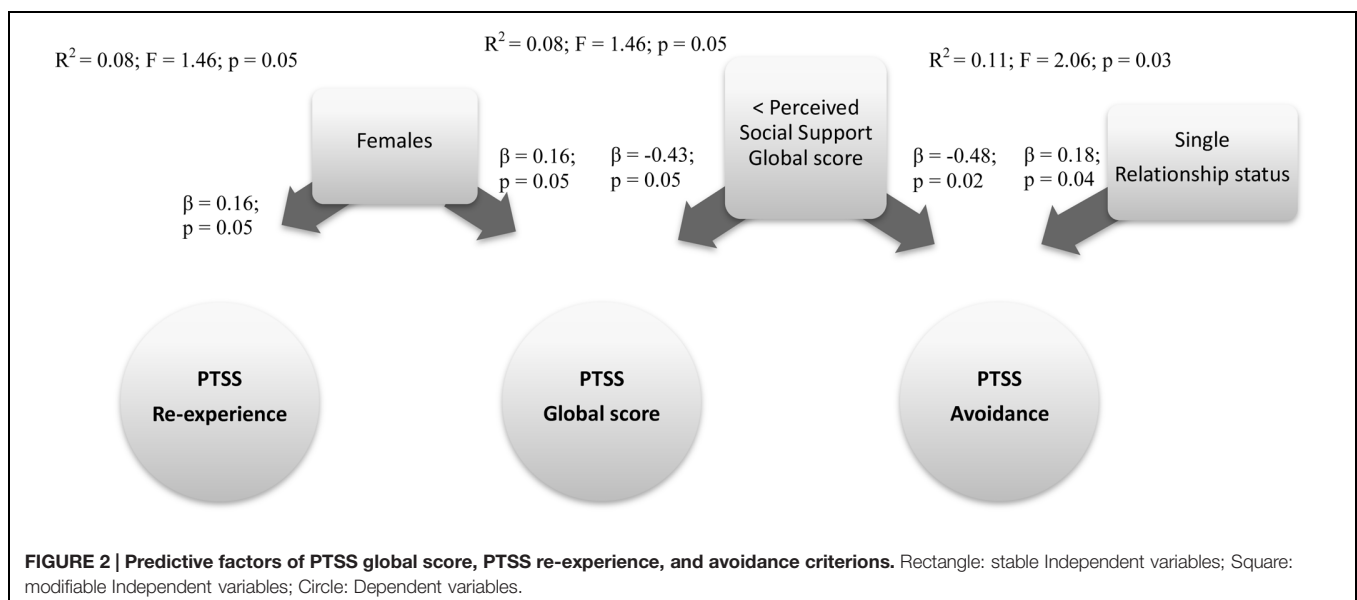 R² = 0.08; F = 1.46; p = 0.05
R² = 0.08; F = 1.46; p = 0.05
R² = 0.11; F = 2.06; p = 0.03
Females
< Perceived
Social Support
Global score
Single
Relationship status
β = 0.16;
p = 0.05
β = 0.16;
p = 0.05
β = -0.43;
p = 0.05
β = -0.48;
p = 0.02
β = 0.18;
p = 0.04
PTSS
Re-experience
PTSS
Global score
PTSS
Avoidance
FIGURE 2 | Predictive factors of PTSS global score, PTSS re-experience, and avoidance criterions. Rectangle: stable Independent variables; Square:
modifiable Independent variables; Circle: Dependent variables.